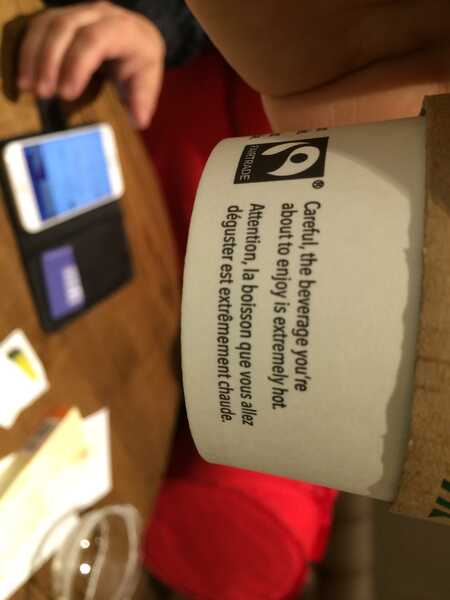 FAIRTRADE
®
Careful, the beverage you're
about to enjoy is extremely hot.
Attention, la boisson que vous allez
déguster est extrêmement chaude.